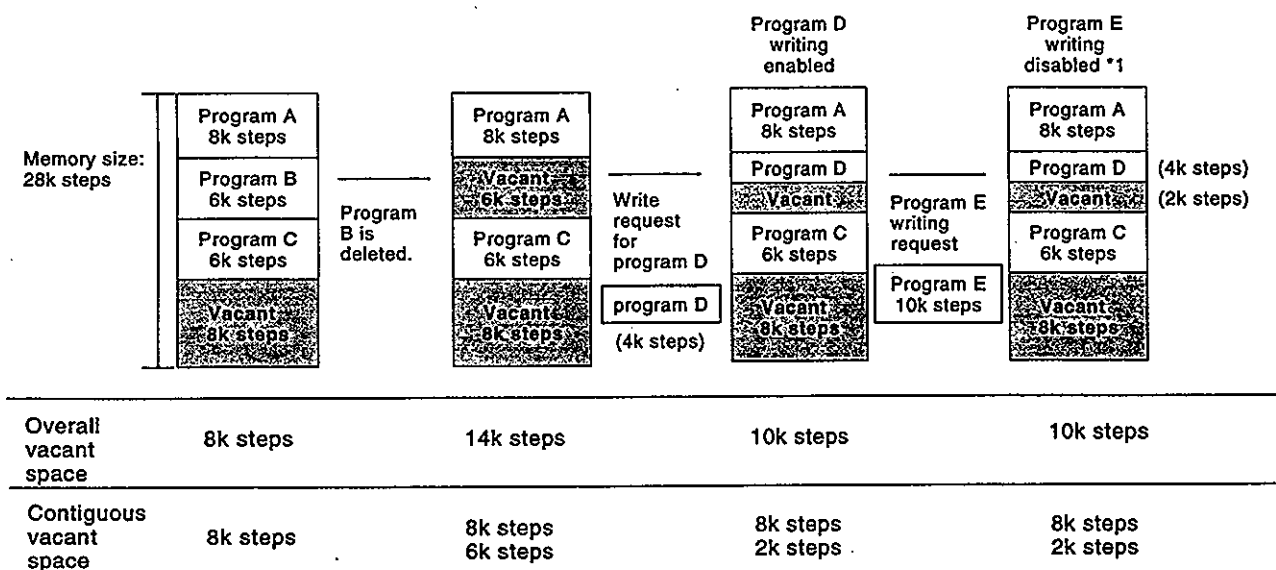 Program D
writing
enabled
Program E
writing
disabled *1
Memory size:
28k steps
Program A
8k steps
Program B
6k steps
Program C
6k steps
Vacant
8k steps
Program
B is
deleted.
Program A
8k steps
Vacant
6k steps
Program C
6k steps
Vacant
8k steps
Write
request
for
program D
program D
(4k steps)
Program A
8k steps
Program D
Vacant
Program C
6k steps
Vacant
8k steps
Program E
writing
request
Program E
10k steps
Program A
8k steps
Program D
(4k steps)
Vacant
(2k steps)
Program C
6k steps
Vacant
8k steps
Overall
vacant
space
8k steps
14k steps
10k steps
10k steps
Contiguous
vacant
space
8k steps
8k steps
6k steps
8k steps
2k steps
8k steps
2k steps